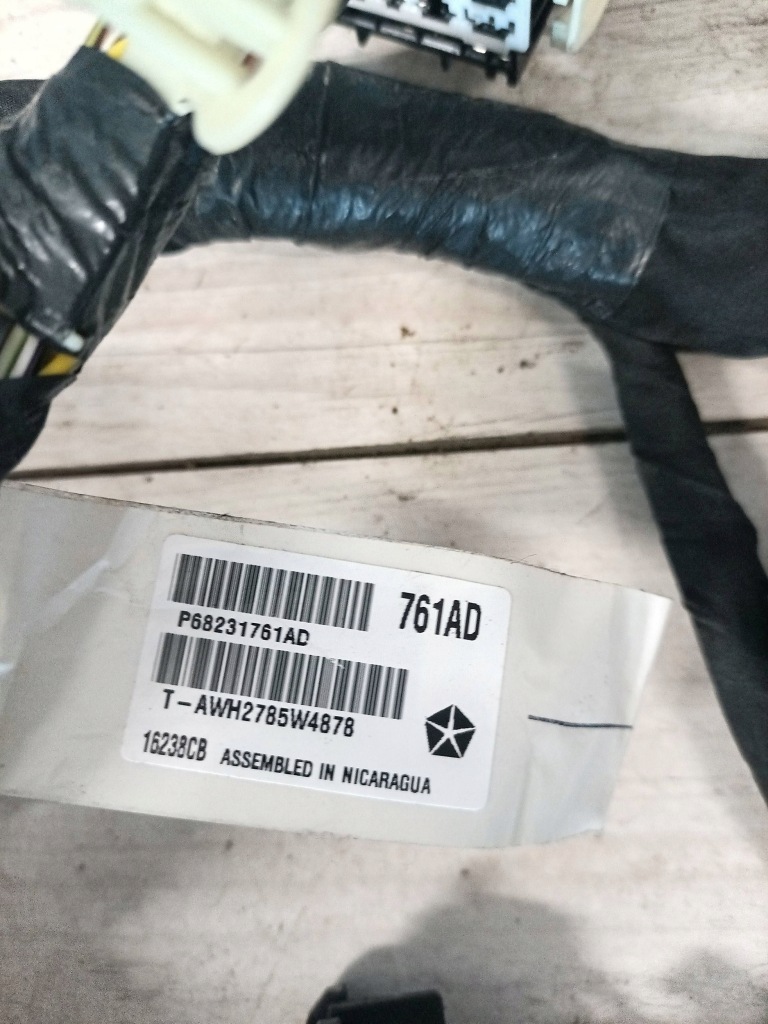 761AD
P68231761AD
T-AWH2785W4878
16238CB ASSEMBLED IN NICARAGUA